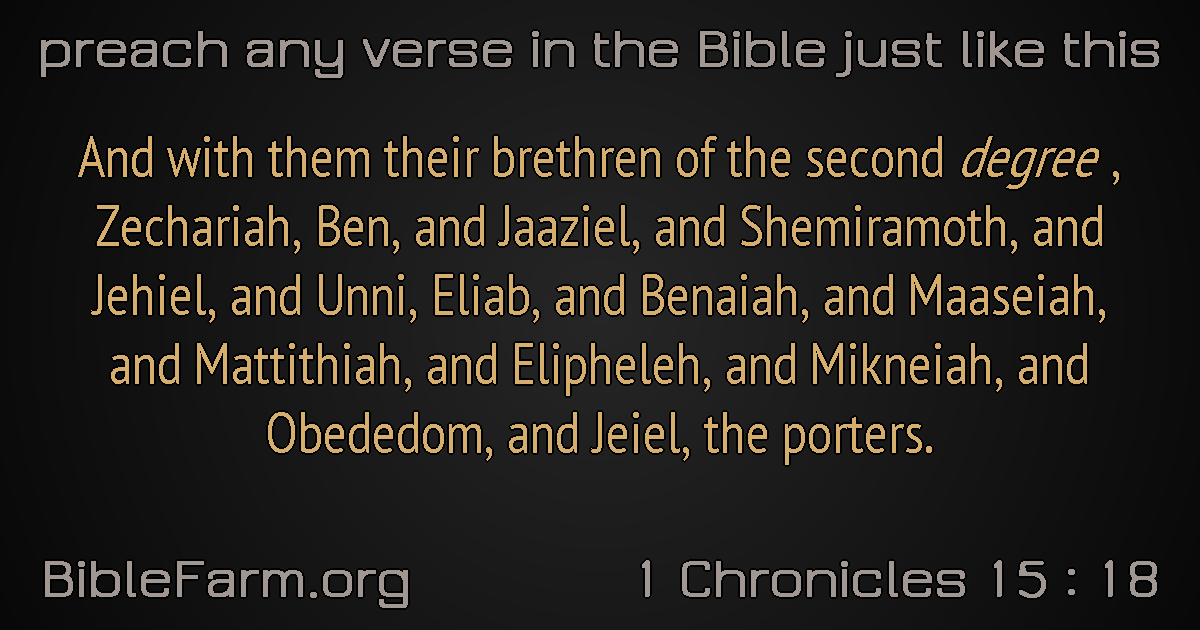 preach any verse in the Bible just like this
And with them their brethren of the second degree ,
Zechariah, Ben, and Jaaziel, and Shemiramoth, and
Jehiel, and Unni, Eliab, and Benaiah, and Maaseiah,
and Mattithiah, and Elipheleh, and Mikneiah, and
Obededom, and Jeiel, the porters.
BibleFarm.org
1 Chronicles 15 : 18